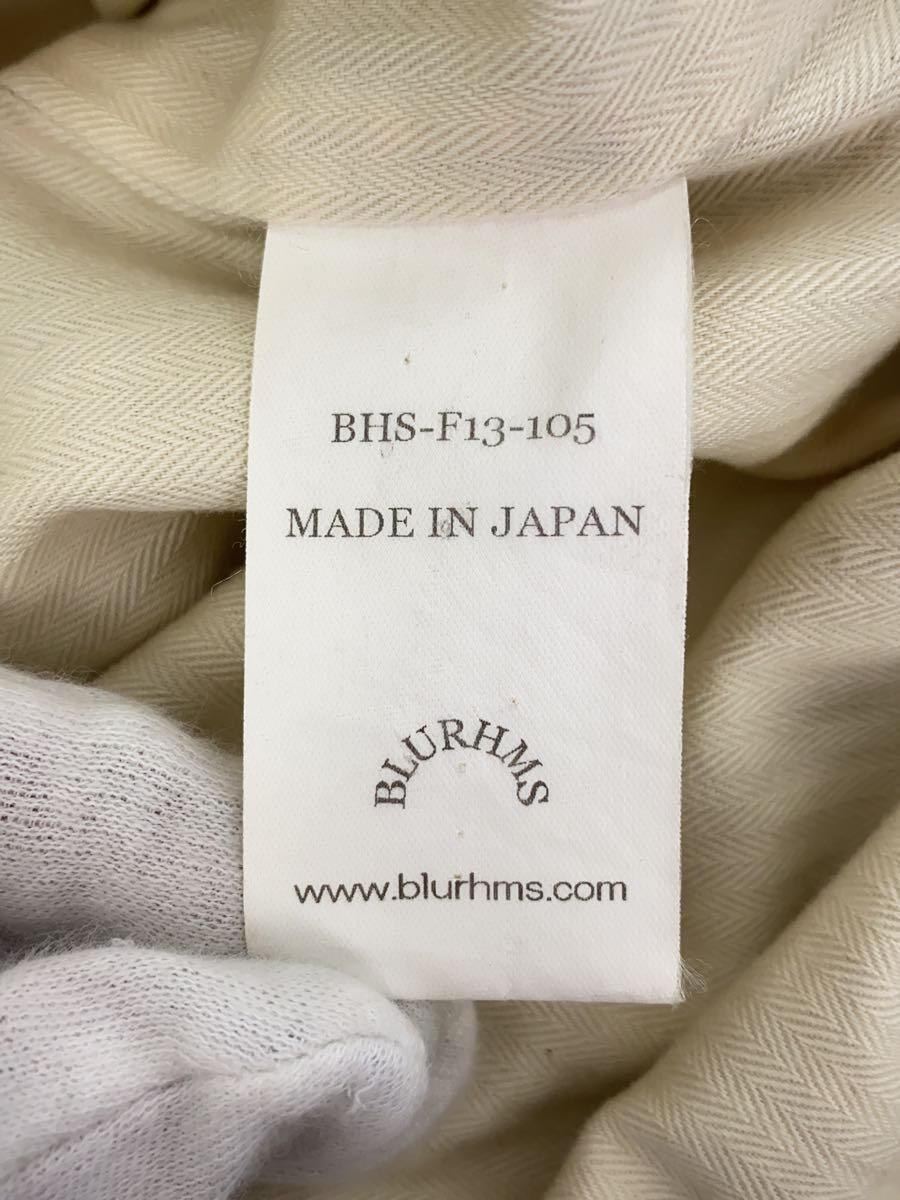 BHS-F13-105
MADE IN JAPAN
BLURHMS
www.blurhms.com